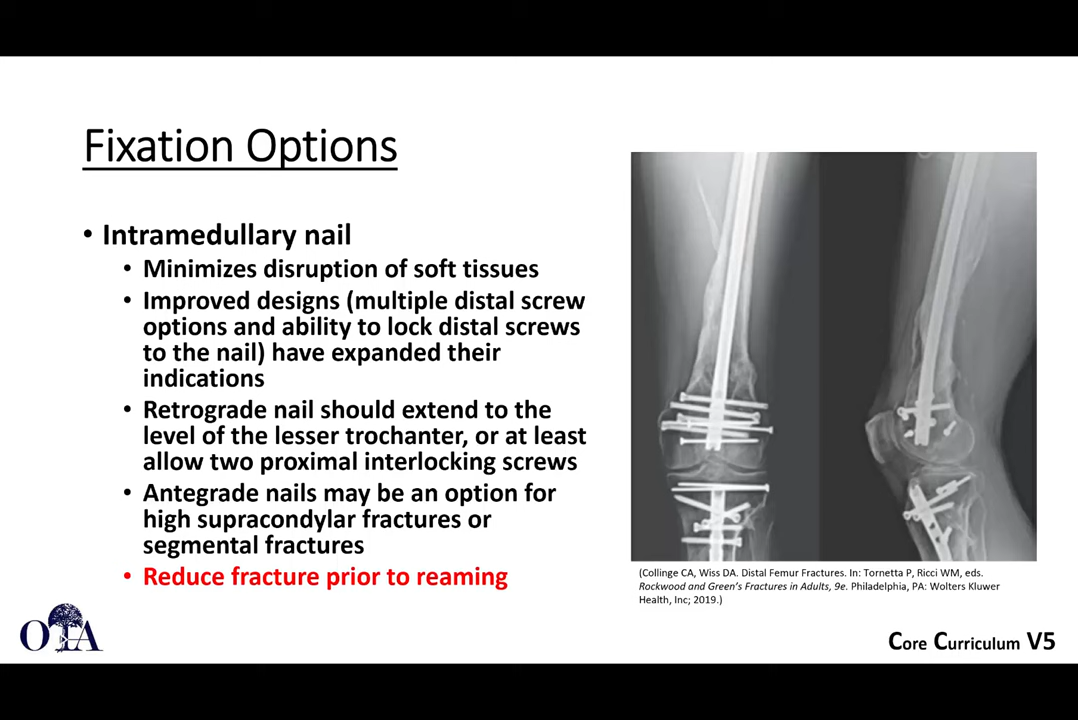 Fixation Options
• Intramedullary nail
• Minimizes disruption of soft tissues
• Improved designs (multiple distal screw
options and ability to lock distal screws
to the nail) have expanded their
indications
• Retrograde nail should extend to the
level of the lesser trochanter, or at least
allow two proximal interlocking screws
• Antegrade nails may be an option for
high supracondylar fractures or
segmental fractures
• Reduce fracture prior to reaming
(Collinge CA, Wiss DA. Distal Femur Fractures. In: Tornetta P, Ricci WM, eds.
Rockwood and Green's Fractures in Adults, 9e. Philadelphia, PA: Wolters Kluwer
Health, Inc; 2019.)
OTA
Core Curriculum V5